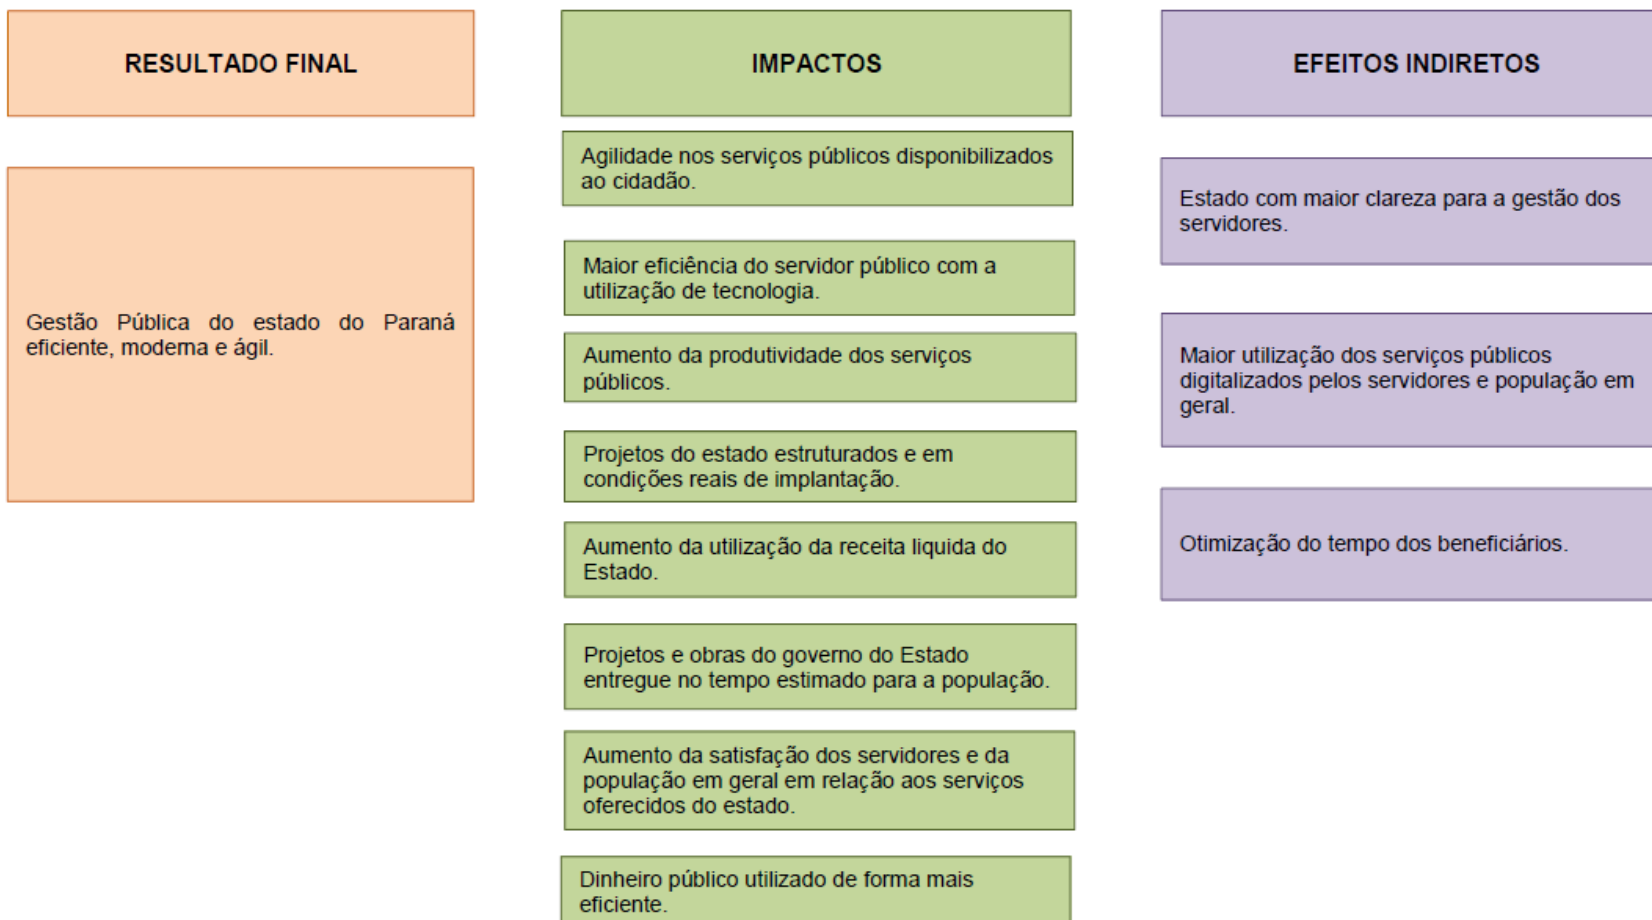 RESULTADO FINAL
Gestão Pública do estado do Paraná
eficiente, moderna e ágil.
IMPACTOS
Agilidade nos serviços públicos disponibilizados
ao cidadão.
Maior eficiência do servidor público com a
utilização de tecnologia.
Aumento da produtividade dos serviços
públicos.
Projetos do estado estruturados e em
condições reais de implantação.
Aumento da utilização da receita liquida do
Estado.
Projetos e obras do governo do Estado
entregue no tempo estimado para a população.
Aumento da satisfação dos servidores e da
população em geral em relação aos serviços
oferecidos do estado.
Dinheiro público utilizado de forma mais
eficiente.
EFEITOS INDIRETOS
Estado com maior clareza para a gestão dos
servidores.
Maior utilização dos serviços públicos
digitalizados pelos servidores e população em
geral.
Otimização do tempo dos beneficiários.